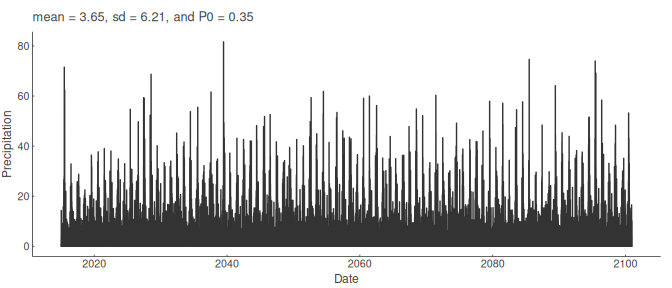 mean = 3.65, sd = 6.21, and P0 = 0.35
Precipitation
80
60
40
20
0
2020 2040 2060 2080 2100
Date